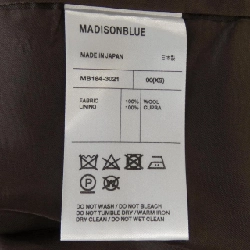 MADISONBLUE
MADE IN JAPAN 日本製
MB164-3021 00(XS)
FABRIC 100% WOOL
LINING 100% CUPRA
P
DO NOT WASH / DO NOT BLEACH
DO NOT TUMBLE DRY / WARM IRON
DRY CLEAN / DO NOT WET CLEAN